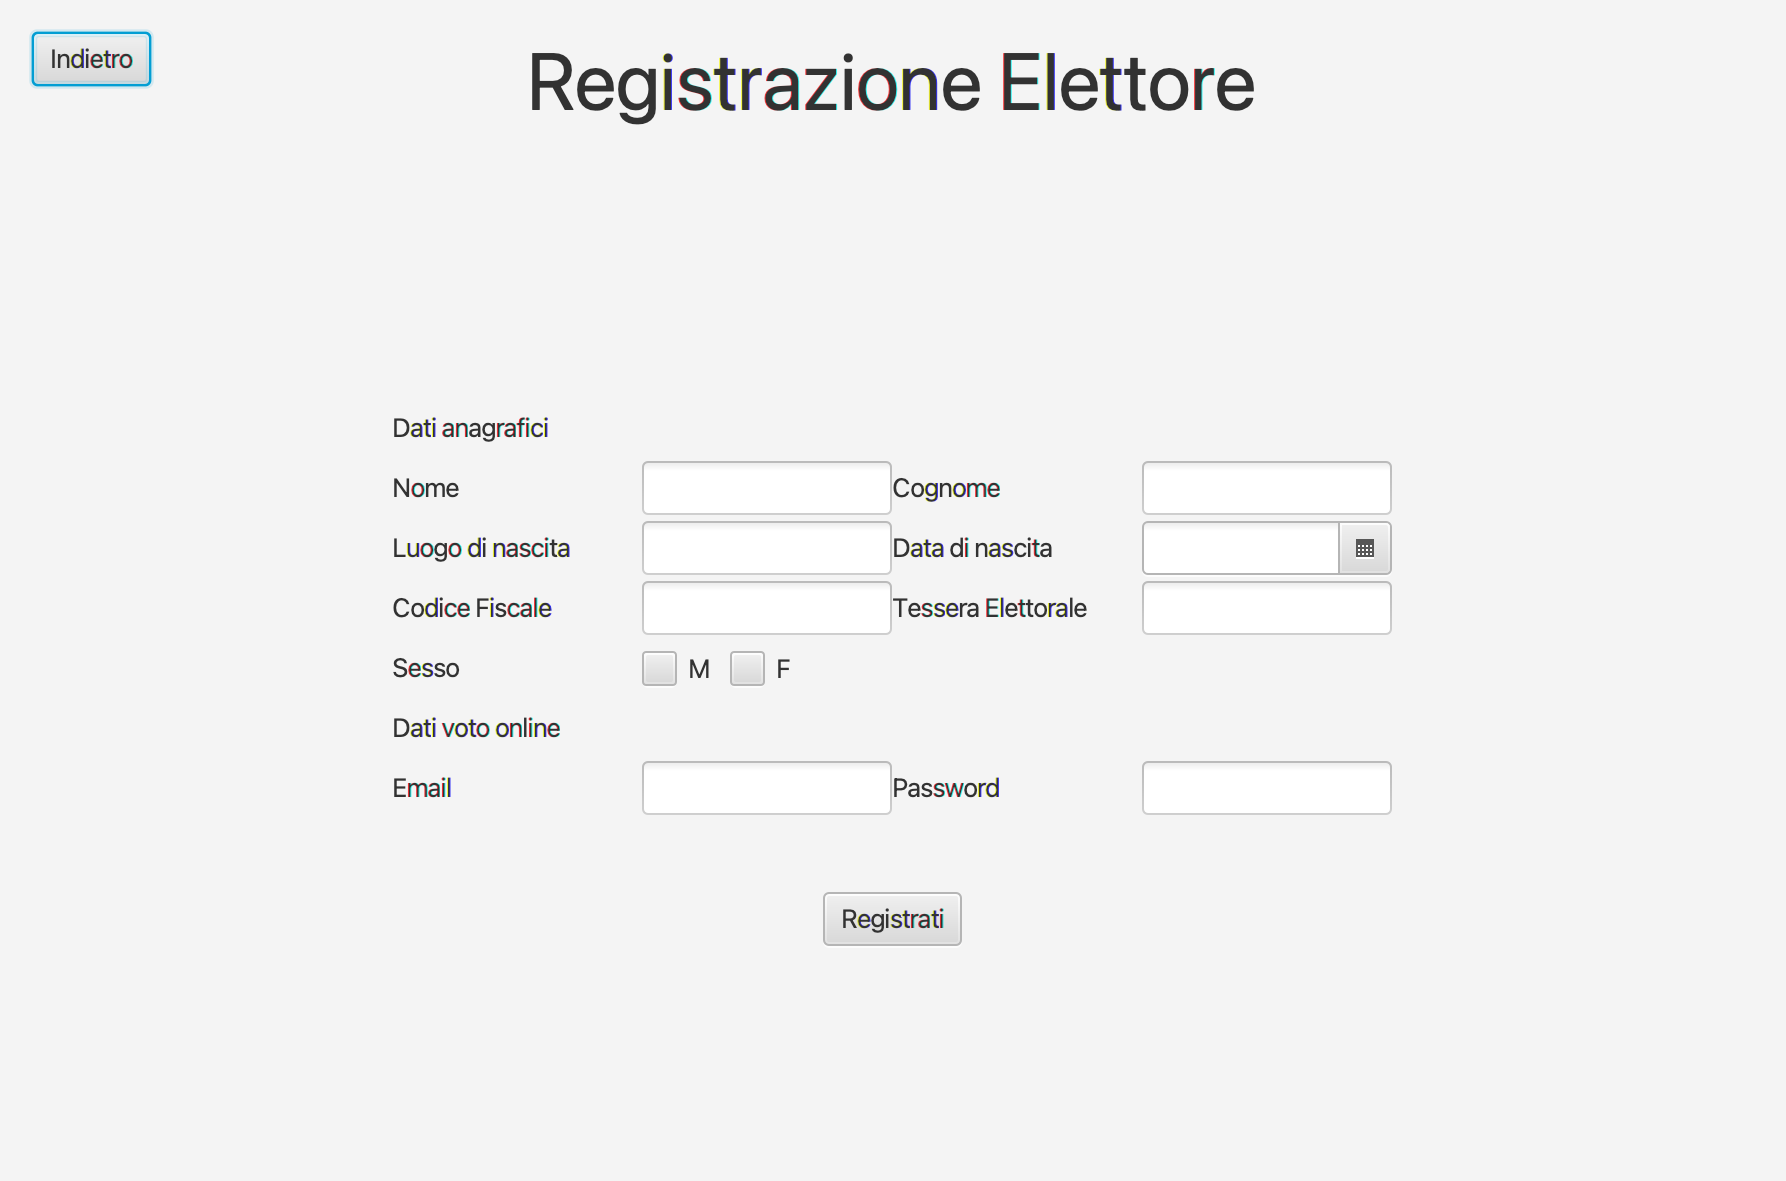 Indietro
Registrazione Elettore
Dati anagrafici
Nome Cognome
Luogo di nascita Data di nascita
Codice Fiscale Tessera Elettorale
Sesso M F
Dati voto online
Email Password
Registrati